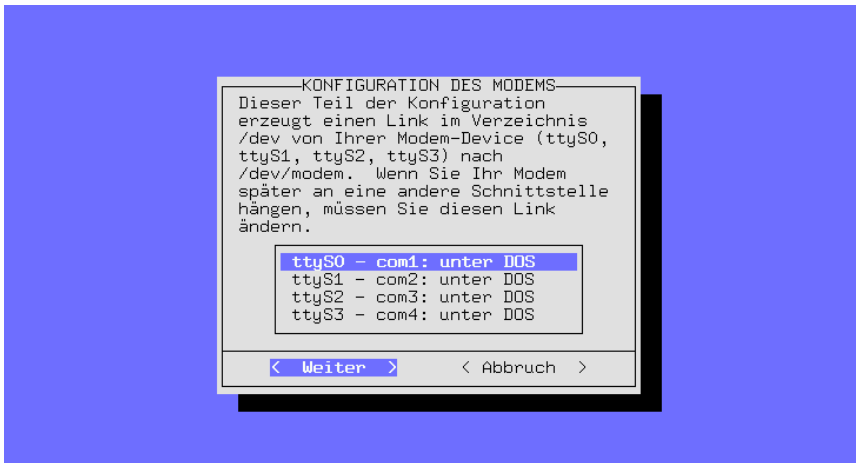 KONFIGURATION DES MODEMS
Dieser Teil der Konfiguration
erzeugt einen Link im Verzeichnis
/dev von Ihrer Modem-Device (ttyS0,
ttyS1, ttyS2, ttyS3) nach
/dev/modem.  Wenn Sie Ihr Modem
später an eine andere Schnittstelle
hängen, müssen Sie diesen Link
ändern.
ttyS0 – com1: unter DOS
ttyS1 – com2: unter DOS
ttyS2 – com3: unter DOS
ttyS3 – com4: unter DOS
< Weiter > < Abbruch >